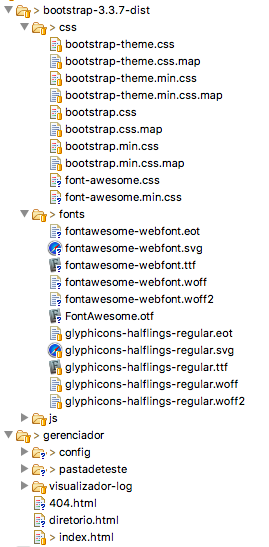 > bootstrap-3.3.7-dist
> css
bootstrap-theme.css
bootstrap-theme.css.map
bootstrap-theme.min.css
bootstrap-theme.min.css.map
bootstrap.css
bootstrap.css.map
bootstrap.min.css
bootstrap.min.css.map
font-awesome.css
font-awesome.min.css
> fonts
fontawesome-webfont.eot
fontawesome-webfont.svg
fontawesome-webfont.ttf
fontawesome-webfont.woff
fontawesome-webfont.woff2
FontAwesome.otf
glyphicons-halflings-regular.eot
glyphicons-halflings-regular.svg
glyphicons-halflings-regular.ttf
glyphicons-halflings-regular.woff
glyphicons-halflings-regular.woff2
js
> gerenciador
> config
> pastadeteste
> visualizador-log
404.html
diretorio.html
> index.html